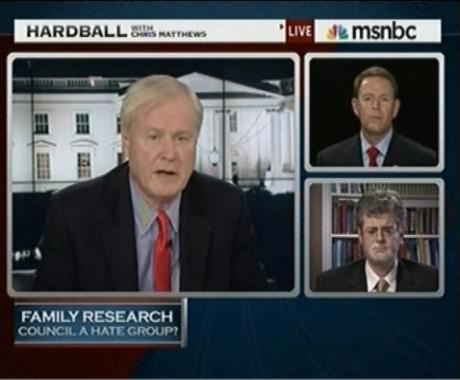 HARDBALL WITH CHRIS MATTHEWS
LIVE
msnbc
FAMILY RESEARCH
COUNCIL A HATE GROUP?